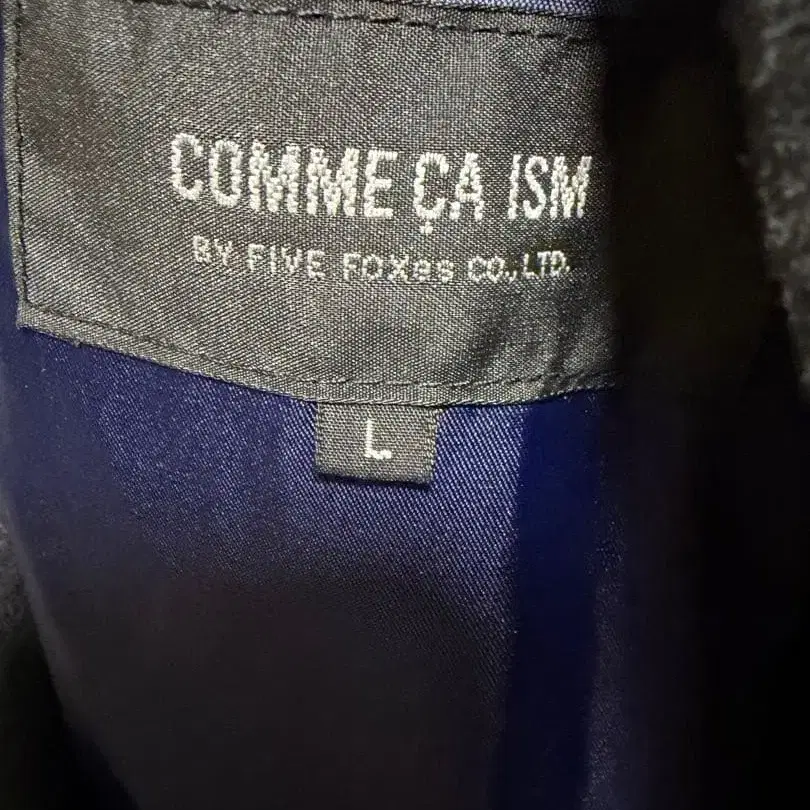 COMME ÇA ISM
BY FIVE FOXes CO.,LTD.
L